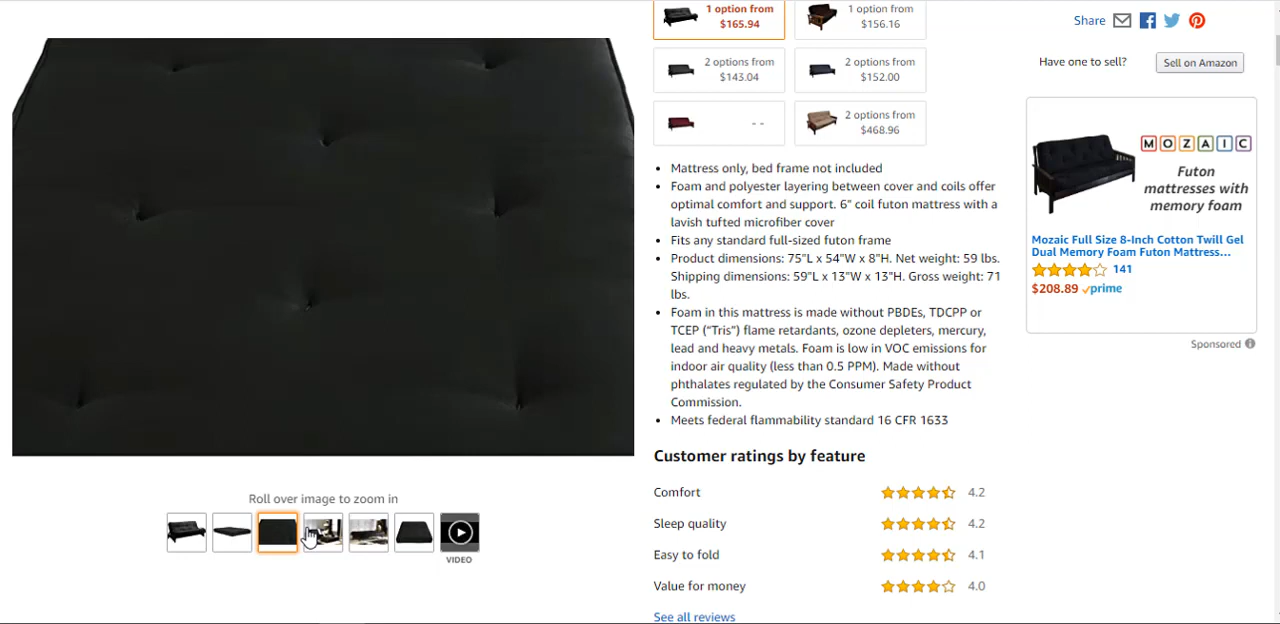 1 option from
$165.94
1 option from
$156.16
2 options from
$143.04
2 options from
$152.00
- -
2 options from
$468.96
Share
Have one to sell?
Sell on Amazon
• Mattress only, bed frame not included
• Foam and polyester layering between cover and coils offer
optimal comfort and support. 6" coil futon mattress with a
lavish tufted microfiber cover
• Fits any standard full-sized futon frame
• Product dimensions: 75"L x 54"W x 8"H. Net weight: 59 lbs.
Shipping dimensions: 59"L x 13"W x 13"H. Gross weight: 71
lbs.
• Foam in this mattress is made without PBDEs, TDCPP or
TCEP (“Tris”) flame retardants, ozone depleters, mercury,
lead and heavy metals. Foam is low in VOC emissions for
indoor air quality (less than 0.5 PPM). Made without
phthalates regulated by the Consumer Safety Product
Commission.
• Meets federal flammability standard 16 CFR 1633
MOZAIC
Futon
mattresses with
memory foam
Mozaic Full Size 8-Inch Cotton Twill Gel
Dual Memory Foam Futon Mattress...
141
$208.89 prime
Sponsored
Roll over image to zoom in
VIDEO
Customer ratings by feature
Comfort 4.2
Sleep quality 4.2
Easy to fold 4.1
Value for money 4.0
See all reviews